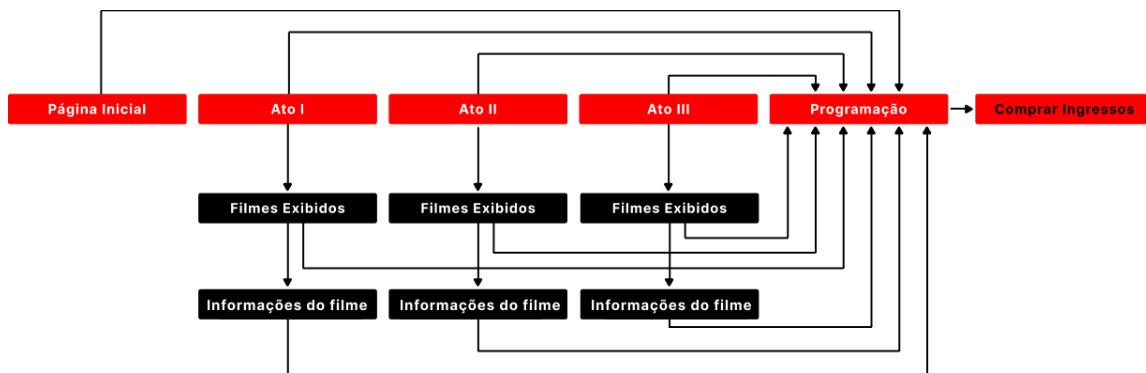 Página Inicial
Ato I
Ato II
Ato III
Programação
Comprar Ingressos
Filmes Exibidos
Filmes Exibidos
Filmes Exibidos
Informações do filme
Informações do filme
Informações do filme